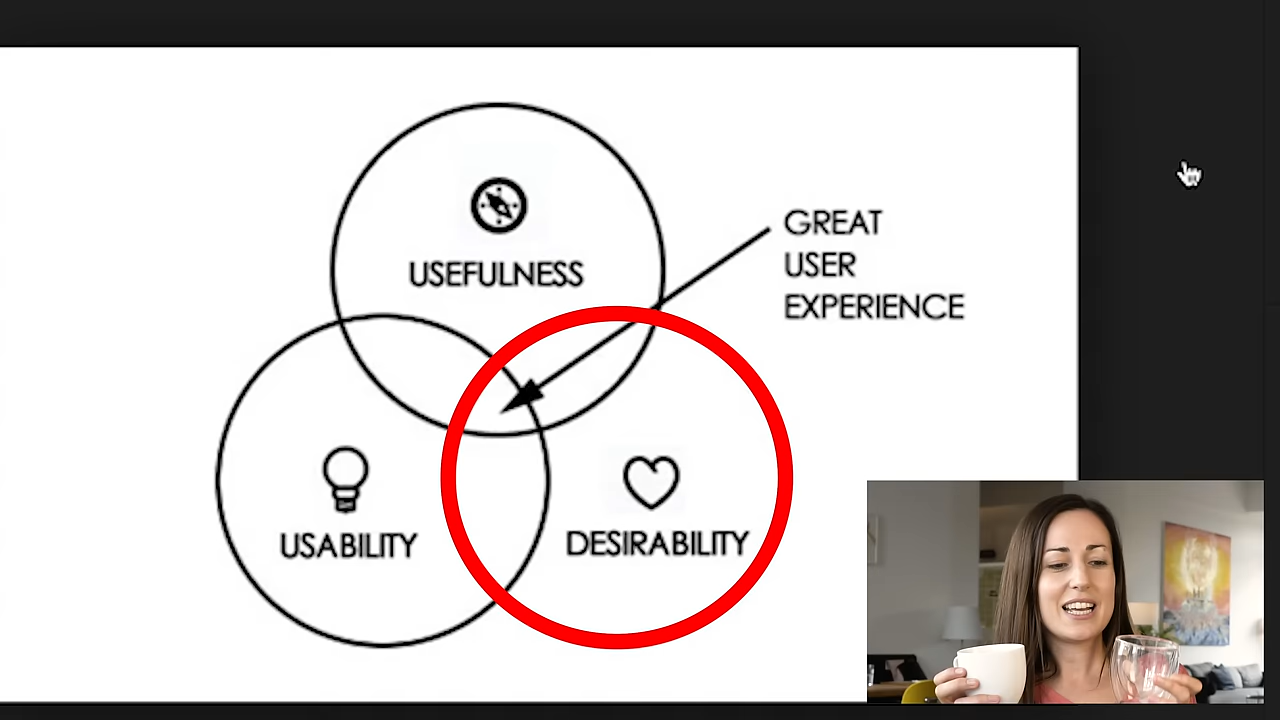 USEFULNESS
GREAT
USER
EXPERIENCE
USABILITY
DESIRABILITY